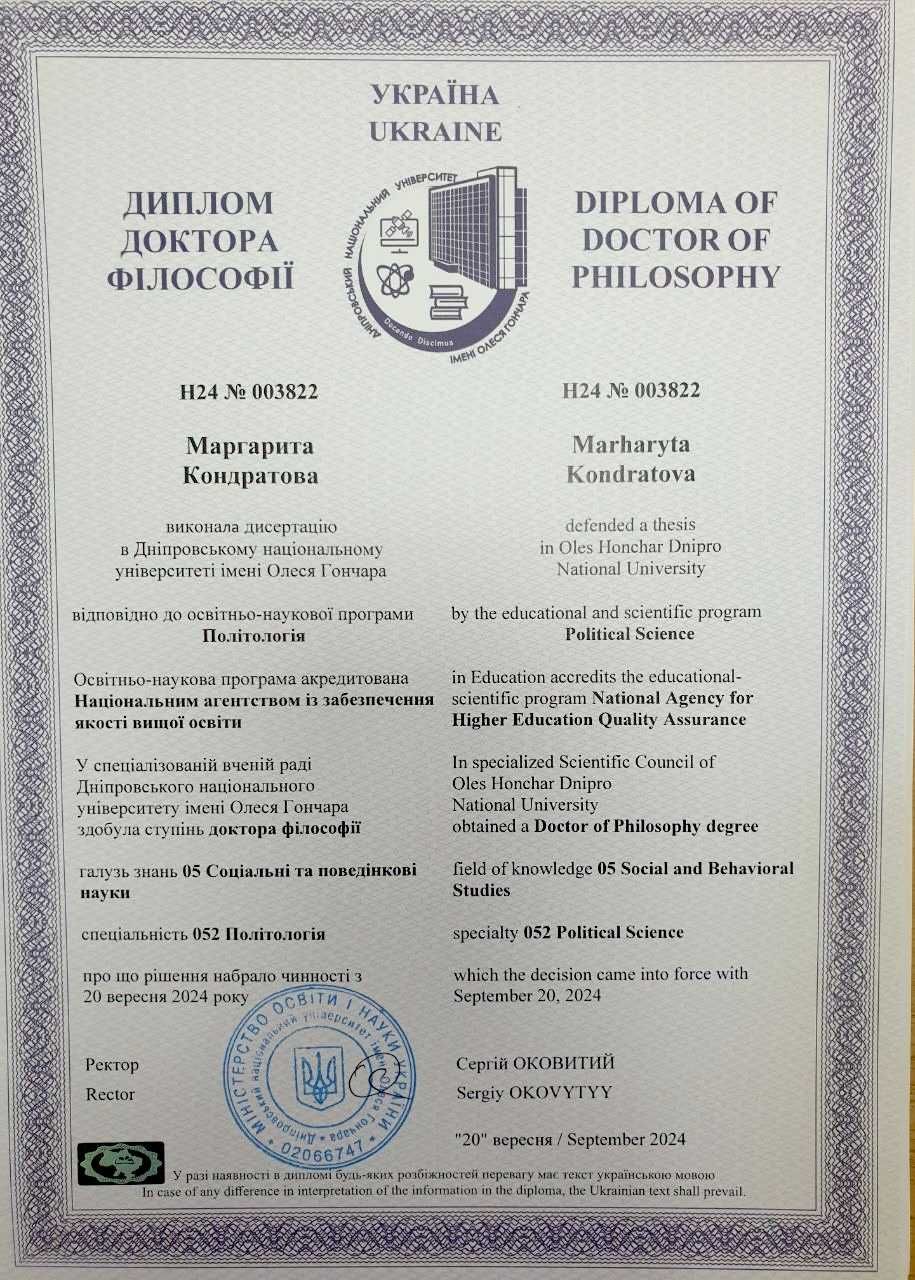 УКРАЇНА
UKRAINE
ДИПЛОМ
ДОКТОРА
ФІЛОСОФІЇ
ДНІПРОВСЬКИЙ НАЦІОНАЛЬНИЙ УНІВЕРСИТЕТ
ІМЕНІ ОЛЕСЯ ГОНЧАРА
Docendo Discimus
DIPLOMA OF
DOCTOR OF
PHILOSOPHY
Н24 № 003822
Маргарита
Кондратова
виконала дисертацію
в Дніпровському національному
університеті імені Олеся Гончара
відповідно до освітньо-наукової програми
Політологія
Освітньо-наукова програма акредитована
Національним агентством із забезпечення
якості вищої освіти
У спеціалізованій вченій раді
Дніпровського національного
університету імені Олеся Гончара
здобула ступінь доктора філософії
галузь знань 05 Соціальні та поведінкові
науки
спеціальність 052 Політологія
про що рішення набрало чинності з
20 вересня 2024 року
H24 № 003822
Marharyta
Kondratova
defended a thesis
in Oles Honchar Dnipro
National University
by the educational and scientific program
Political Science
in Education accredits the educational-
scientific program National Agency for
Higher Education Quality Assurance
In specialized Scientific Council of
Oles Honchar Dnipro
National University
obtained a Doctor of Philosophy degree
field of knowledge 05 Social and Behavioral
Studies
specialty 052 Political Science
which the decision came into force with
September 20, 2024
Ректор
Rector
МІНІСТЕРСТВО ОСВІТИ І НАУКИ УКРАЇНИ
Дніпровський національний університет імені Олеся Гончара
02066747
Сергій ОКОВИТИЙ
Sergiy OKOVYTYY
"20" вересня / September 2024
У разі наявності в дипломі будь-яких розбіжностей перевагу має текст українською мовою
In case of any difference in interpretation of the information in the diploma, the Ukrainian text shall prevail.